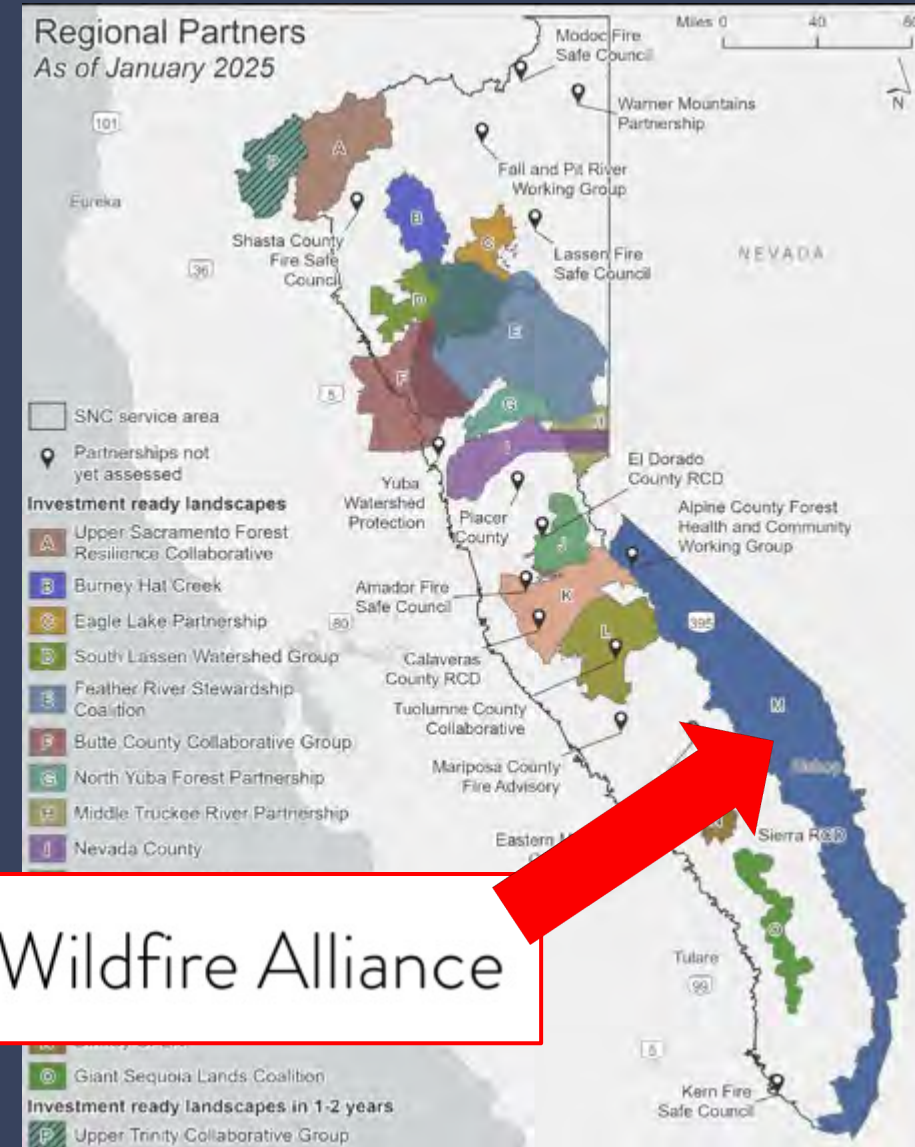 Regional Partners
As of January 2025
Miles 0 40
N
Modoc Fire
Safe Council
Warner Mountains
Partnership
101
A
P
Fall and Pit River
Working Group
Eureka
B
Shasta County
Fire Safe
Council
Lassen Fire
Safe Council
NEVADA
36
D
E
F
5
G
I
SNC service area
Partnerships not
yet assessed
Yuba
Watershed
Protection
Placer
County
El Dorado
County RCD
Alpine County Forest
Health and Community
Working Group
Investment ready landscapes
A Upper Sacramento Forest
Resilience Collaborative
B Burney Hat Creek
C Eagle Lake Partnership
D South Lassen Watershed Group
E Feather River Stewardship
Coalition
F Butte County Collaborative Group
G North Yuba Forest Partnership
H Middle Truckee River Partnership
I Nevada County
J
Amador Fire
Safe Council
K
80
L
395
Calaveras
County RCD
Tuolumne County
Collaborative
M
Mariposa County
Fire Advisory
Bishop
Eastern
Sierra RCD
Wildfire Alliance
O
Tulare
99
5
O Giant Sequoia Lands Coalition
Kern Fire
Safe Council
Investment ready landscapes in 1-2 years
P Upper Trinity Collaborative Group